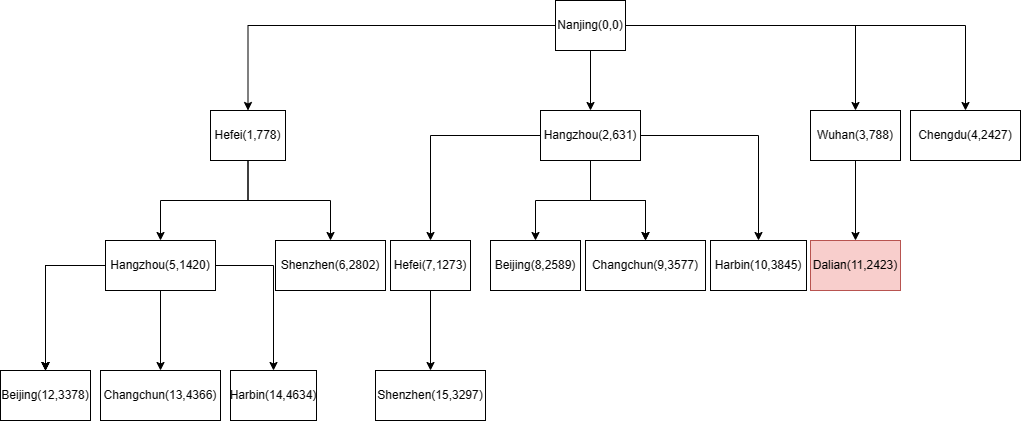 Nanjing(0,0)
Hefei(1,778)
Hangzhou(2,631)
Wuhan(3,788)
Chengdu(4,2427)
Hangzhou(5,1420)
Shenzhen(6,2802)
Hefei(7,1273)
Beijing(8,2589)
Changchun(9,3577)
Harbin(10,3845)
Dalian(11,2423)
Beijing(12,3378)
Changchun(13,4366)
Harbin(14,4634)
Shenzhen(15,3297)